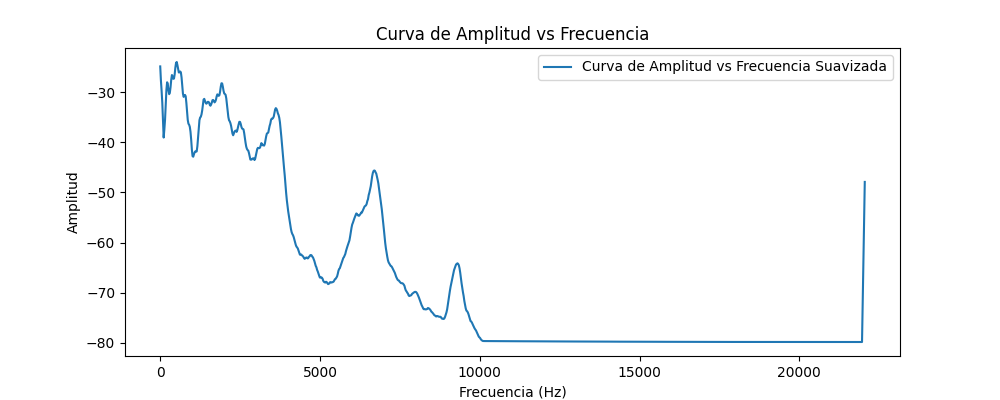 Curva de Amplitud vs Frecuencia
Curva de Amplitud vs Frecuencia Suavizada
Amplitud
−30
−40
−50
−60
−70
−80
0 5000 10000 15000 20000
Frecuencia (Hz)